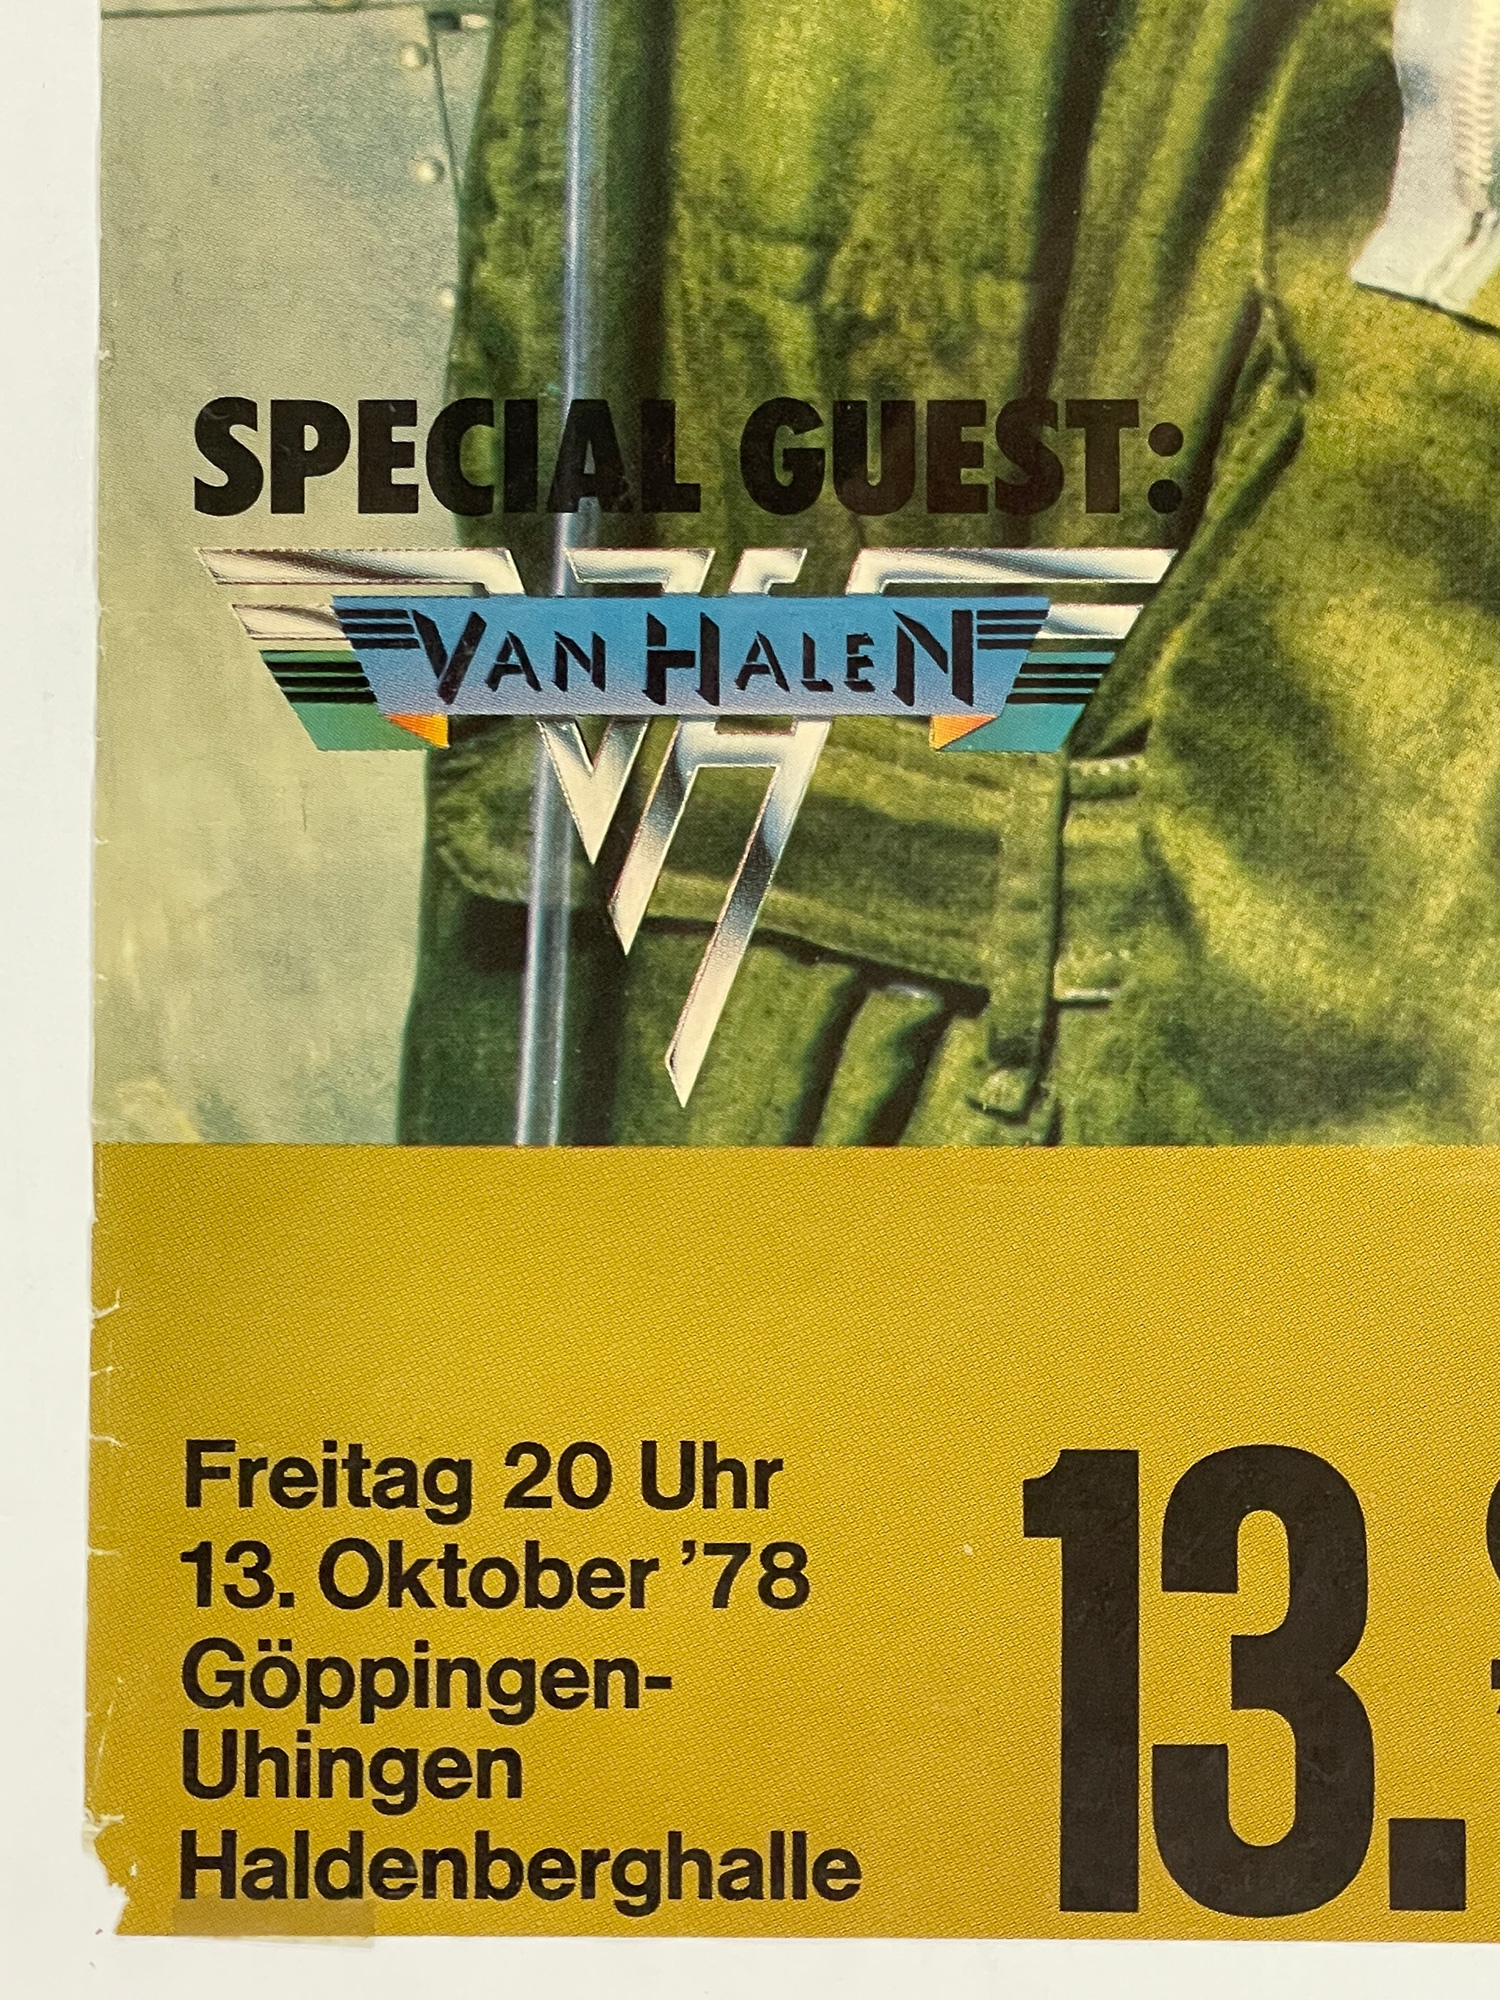 SPECIAL GUEST:
VAN HALEN
Freitag 20 Uhr
13. Oktober ’78
Göppingen-
Uhingen
Haldenberghalle
13.